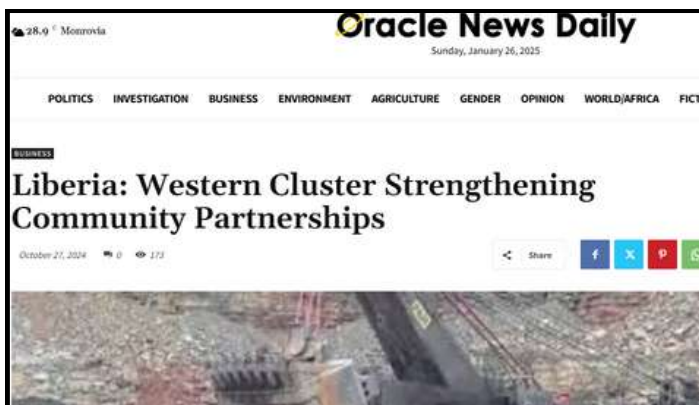 28.9 C Monrovia
Oracle News Daily
Sunday, January 26, 2025
POLITICS INVESTIGATION BUSINESS ENVIRONMENT AGRICULTURE GENDER OPINION WORLD/AFRICA FICT
BUSINESS
Liberia: Western Cluster Strengthening
Community Partnerships
October 27, 2024 0 173
Share